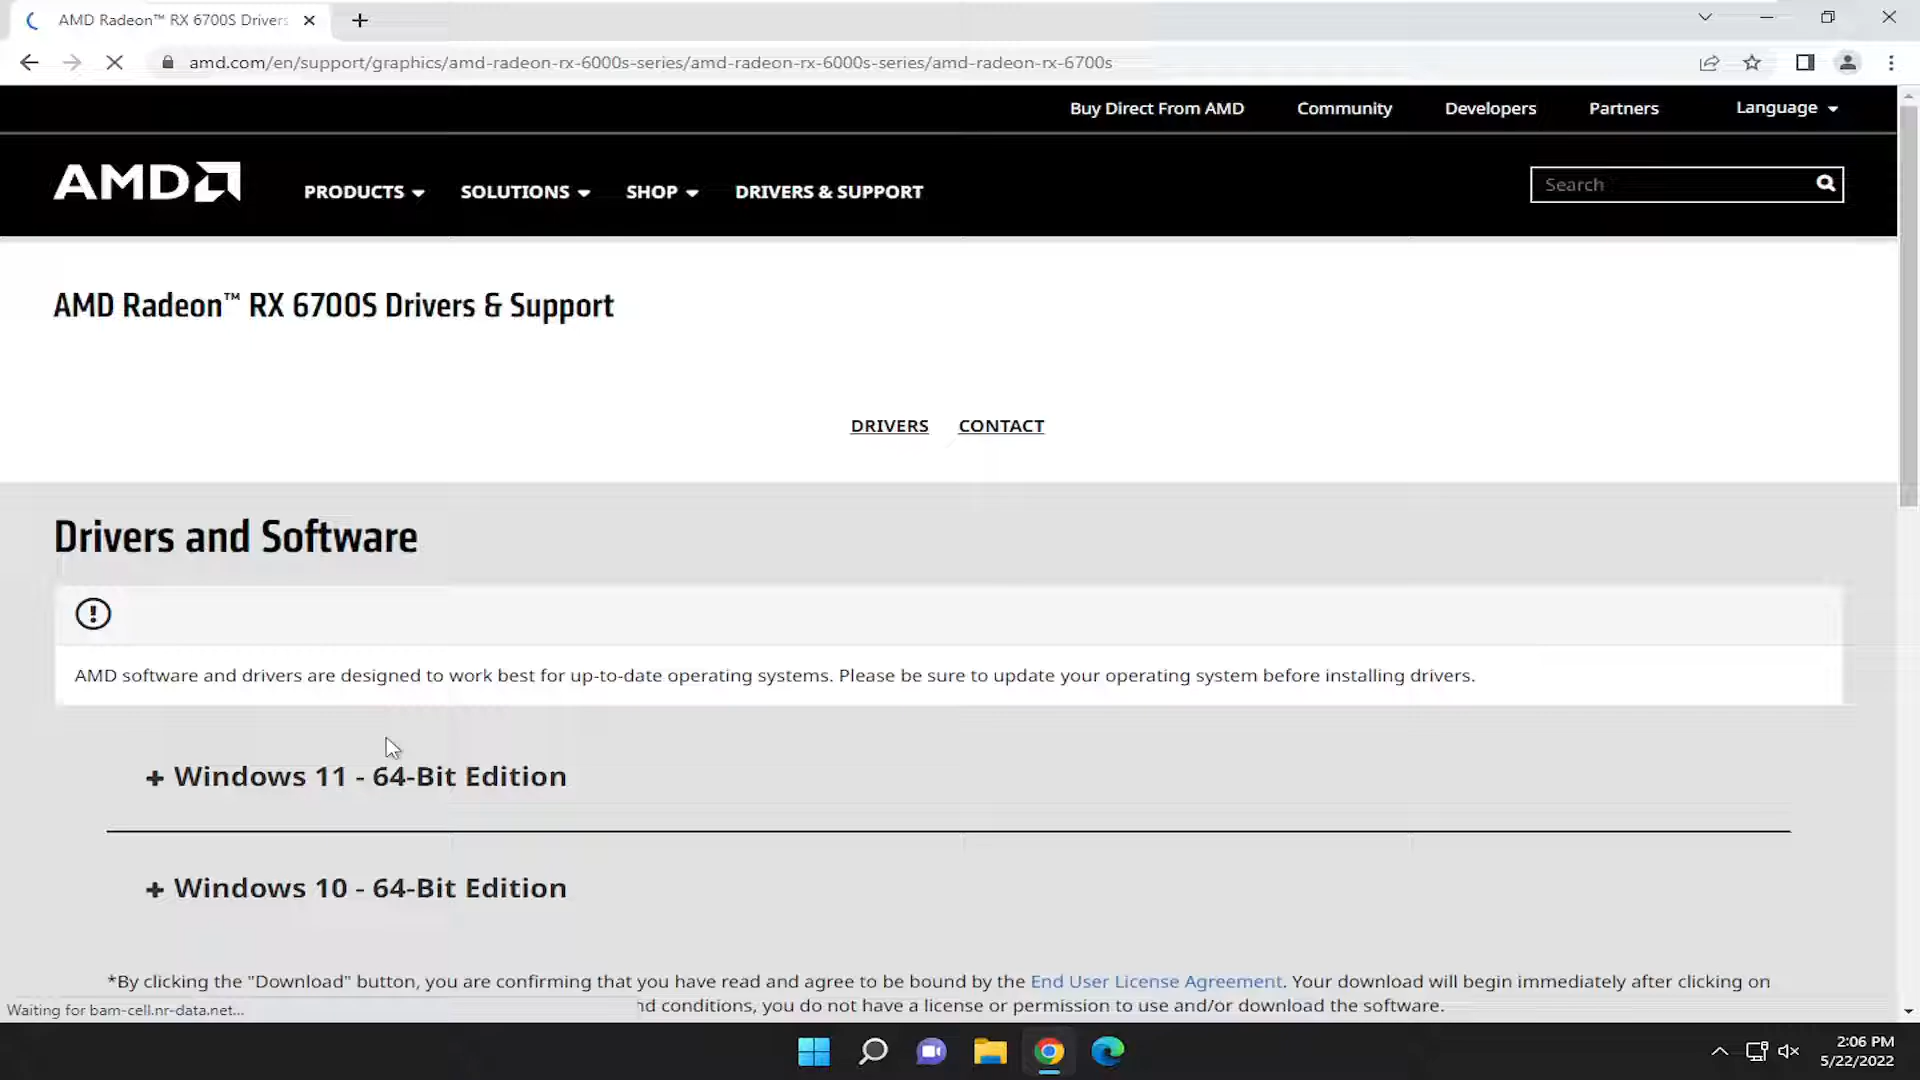 AMD Radeon™ RX 6700S Drivers
amd.com/en/support/graphics/amd-radeon-rx-6000s-series/amd-radeon-rx-6000s-series/amd-radeon-rx-6700s
Buy Direct From AMD Community Developers Partners Language
AMD
PRODUCTS SOLUTIONS SHOP DRIVERS & SUPPORT
Search
AMD Radeon™ RX 6700S Drivers & Support
DRIVERS CONTACT
Drivers and Software
AMD software and drivers are designed to work best for up-to-date operating systems. Please be sure to update your operating system before installing drivers.
+ Windows 11 - 64-Bit Edition
+ Windows 10 - 64-Bit Edition
*By clicking the "Download" button, you are confirming that you have read and agree to be bound by the End User License Agreement. Your download will begin immediately after clicking on
conditions, you do not have a license or permission to use and/or download the software.
Waiting for bam-cell.nr-data.net...
2:06 PM
5/22/2022